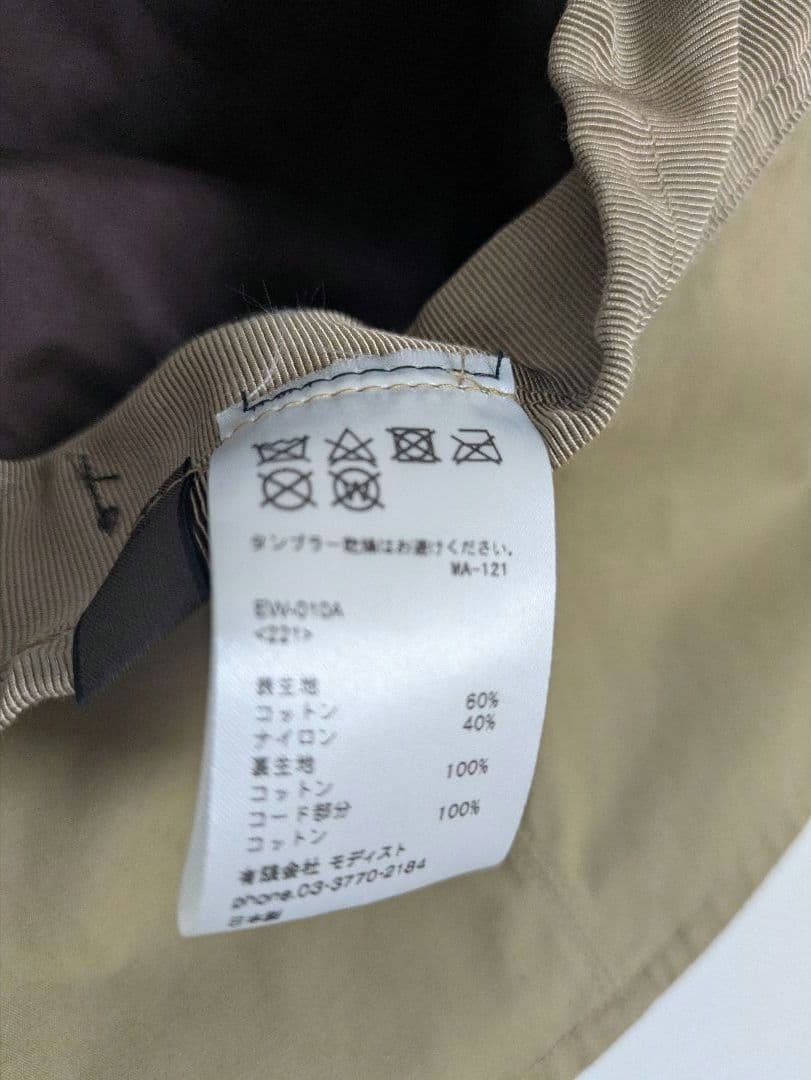 タンブラー乾燥はお避けください。
MA-121
EW-010A
<221>
表生地
コットン 60%
ナイロン 40%
裏生地
コットン 100%
コード部分
コットン 100%
有限会社 モディスト
phone.03-3770-2184
日本製